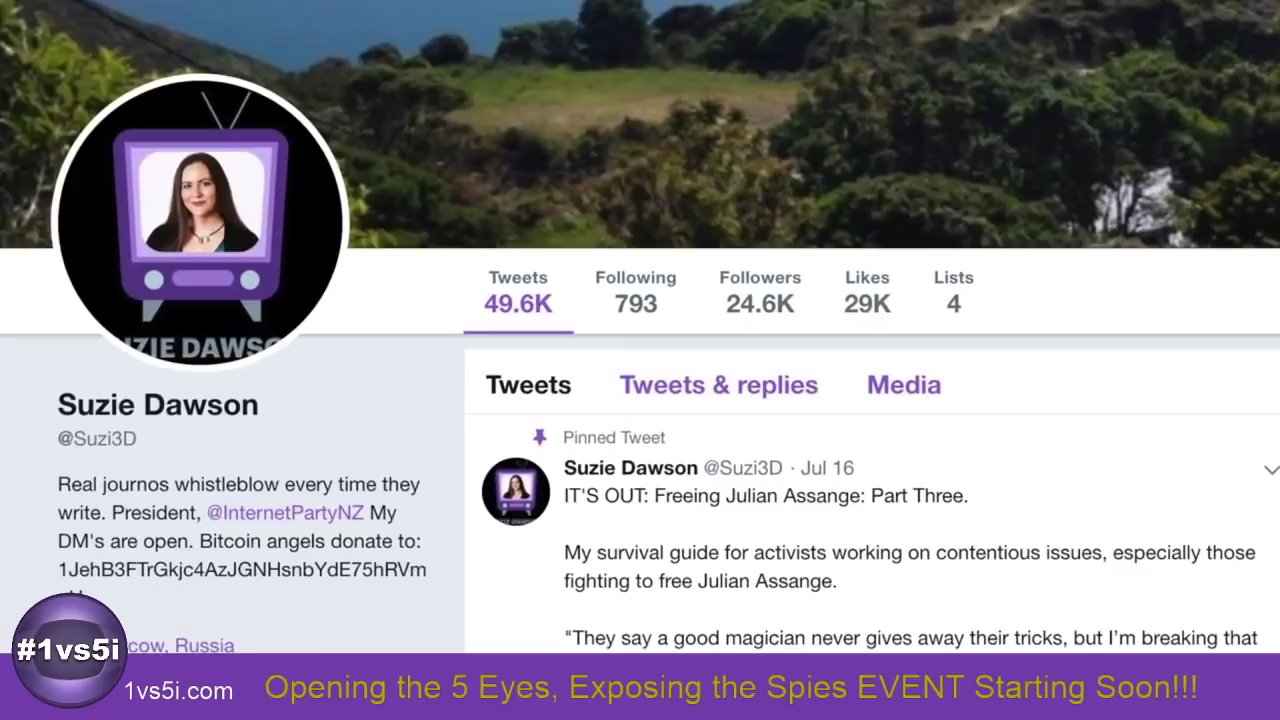 ZIE DAWS
Tweets
49.6K
Following
793
Followers
24.6K
Likes
29K
Lists
4
Suzie Dawson
@Suzi3D
Real journos whistleblow every time they
write. President, @InternetPartyNZ My
DM's are open. Bitcoin angels donate to:
1JehB3FTrGkjc4AzJGNHsnbYdE75hRVm
cow, Russia
Tweets
Tweets & replies
Media
Pinned Tweet
Suzie Dawson @Suzi3D · Jul 16
IT'S OUT: Freeing Julian Assange: Part Three.
My survival guide for activists working on contentious issues, especially those
fighting to free Julian Assange.
"They say a good magician never gives away their tricks, but I'm breaking that
#1vs5i
1vs5i.com
Opening the 5 Eyes, Exposing the Spies EVENT Starting Soon!!!